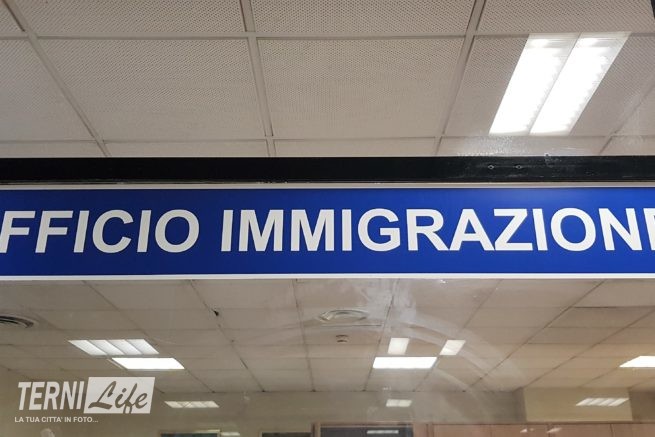 FFICIO IMMIGRAZIONE
TERNI Life
LA TUA CITTA' IN FOTO...